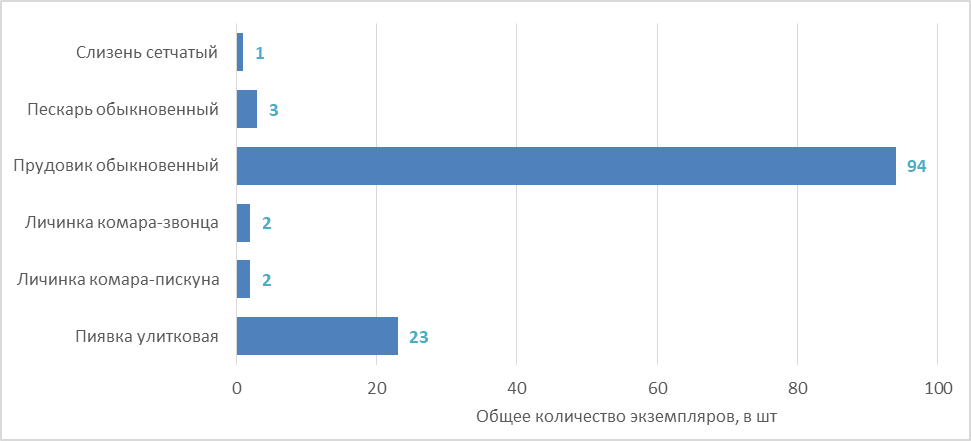 Слизень сетчатый 1
Пескарь обыкновенный 3
Прудовик обыкновенный 94
Личинка комара-звонца 2
Личинка комара-пискуна 2
Пиявка улитковая 23
0 20 40 60 80 100
Общее количество экземпляров, в шт